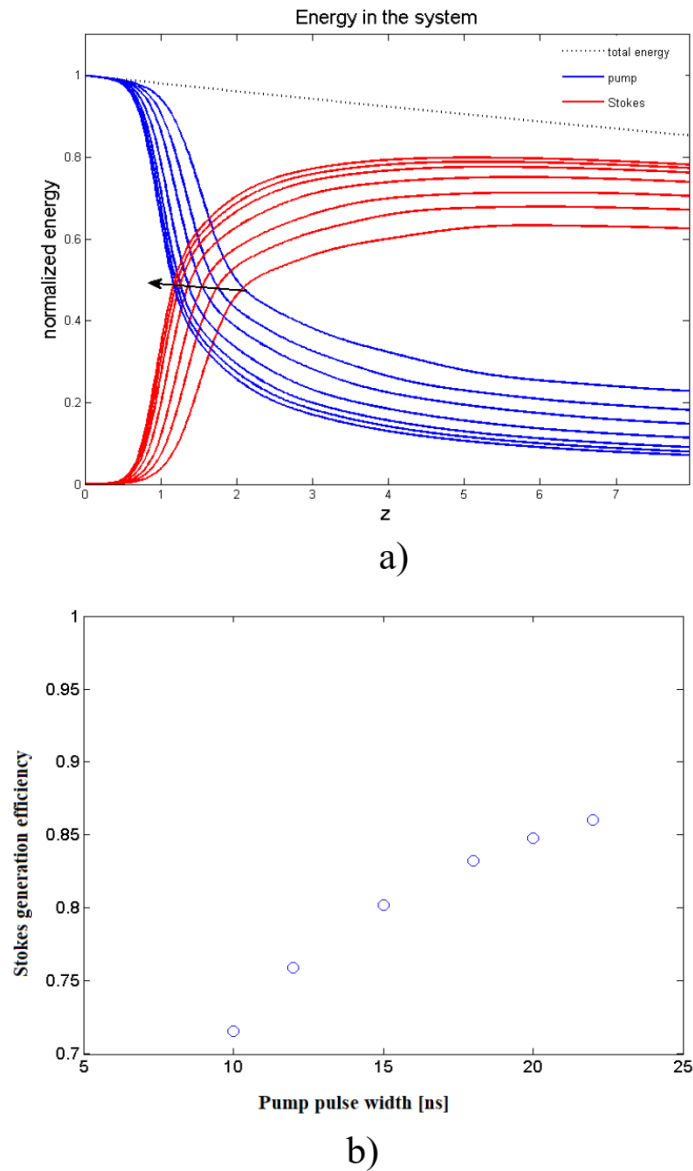 Energy in the system
total energy
pump
Stokes
1
0.8
0.6
0.4
0.2
0
normalized energy
0 1 2 3 4 5 6 7
z
a)
1
0.95
0.9
0.85
0.8
0.75
0.7
Stokes generation efficiency
5 10 15 20 25
Pump pulse width [ns]
b)